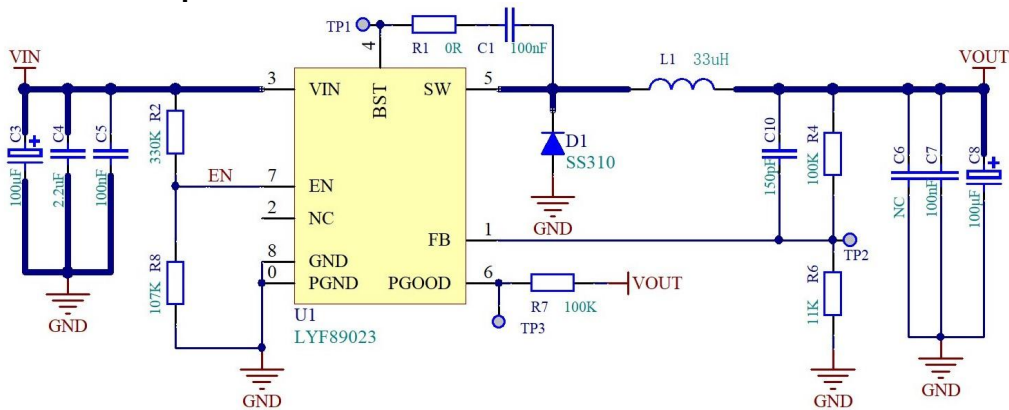 TP1
4
R1 0R C1 100nF
VIN
3 VIN
BST
SW 5
L1 33uH
VOUT
C3 100uF
C4 2.2uF
C5 100nF
R2 330K
EN
7 EN
2 NC
8 GND
0 PGND
FB 1
PGOOD 6
U1
LYF89023
D1
SS310
GND
C10 150pF
R4 100K
TP2
C6 NC
C7 100nF
C8 100uF
R8 107K
R7 100K
VOUT
TP3
R6 11K
GND
GND
GND
GND